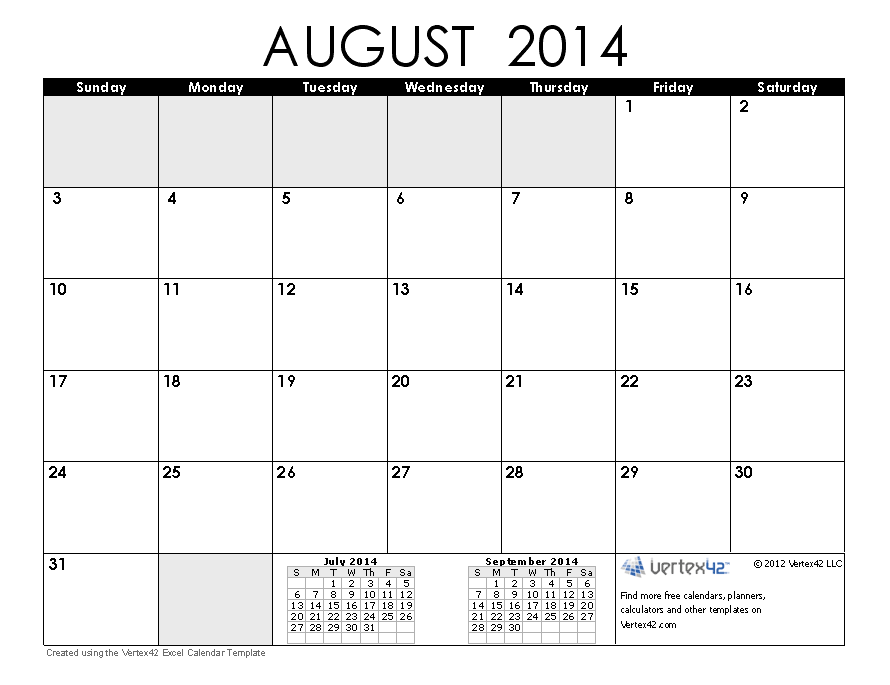 AUGUST 2014
Sunday Monday Tuesday Wednesday Thursday Friday Saturday
1 2
3 4 5 6 7 8 9
10 11 12 13 14 15 16
17 18 19 20 21 22 23
24 25 26 27 28 29 30
31
July 2014
S M T W Th F Sa
1 2 3 4 5
6 7 8 9 10 11 12
13 14 15 16 17 18 19
20 21 22 23 24 25 26
27 28 29 30 31
September 2014
S M T W Th F Sa
1 2 3 4 5 6
7 8 9 10 11 12 13
14 15 16 17 18 19 20
21 22 23 24 25 26 27
28 29 30
vertex42 © 2012 Vertex42 LLC
Find more free calendars, planners,
calculators and other templates on
Vertex42.com
Created using the Vertex42 Excel Calendar Template